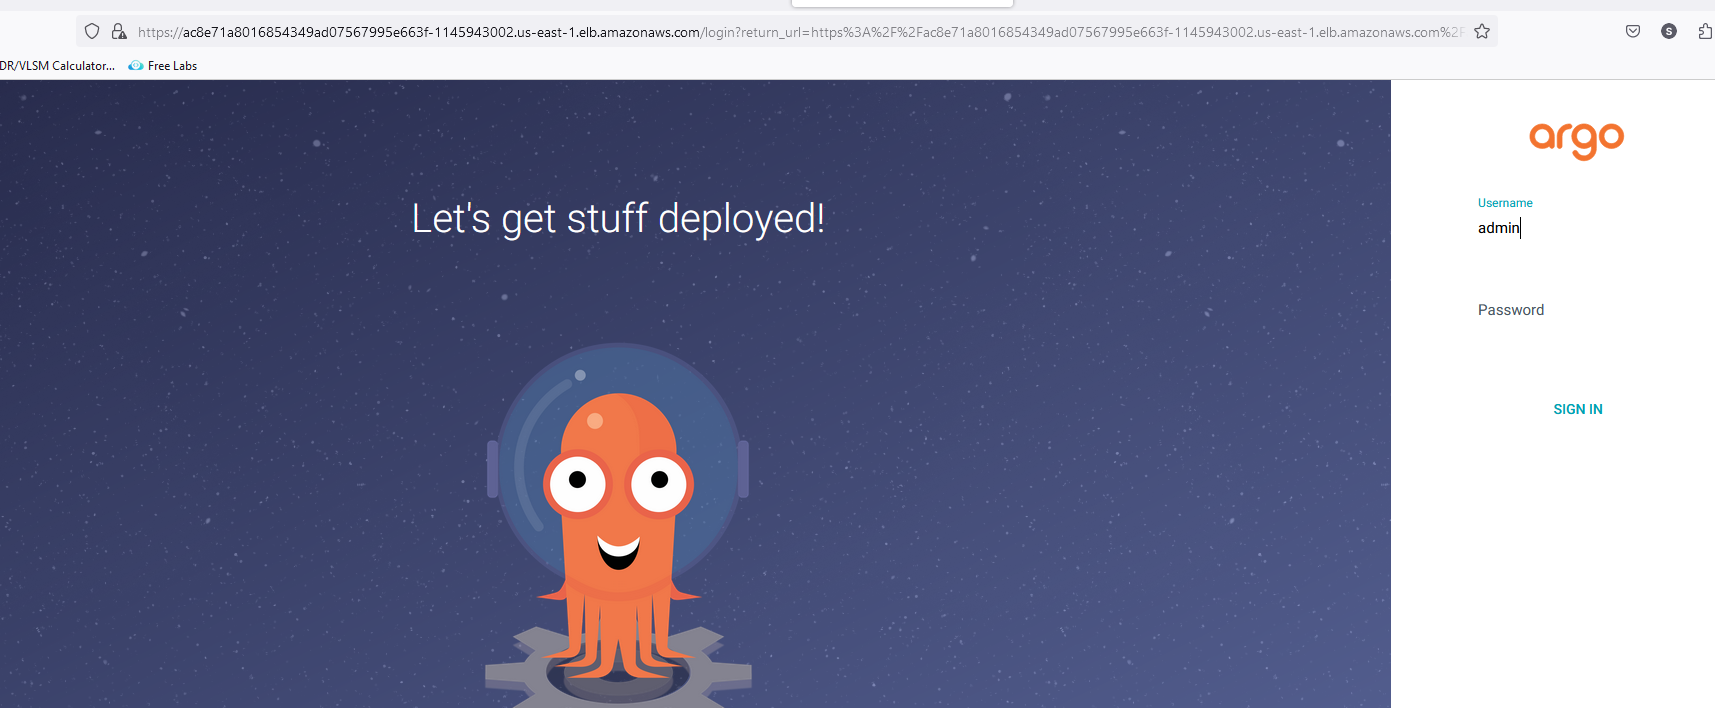 https://ac8e71a8016854349ad07567995e663f-1145943002.us-east-1.elb.amazonaws.com/login?return_url=https%3A%2F%2Fac8e71a8016854349ad07567995e663f-1145943002.us-east-1.elb.amazonaws.com%2F
S
DR/VLSM Calculator... Free Labs
argo
Let's get stuff deployed!
Username
admin
Password
SIGN IN